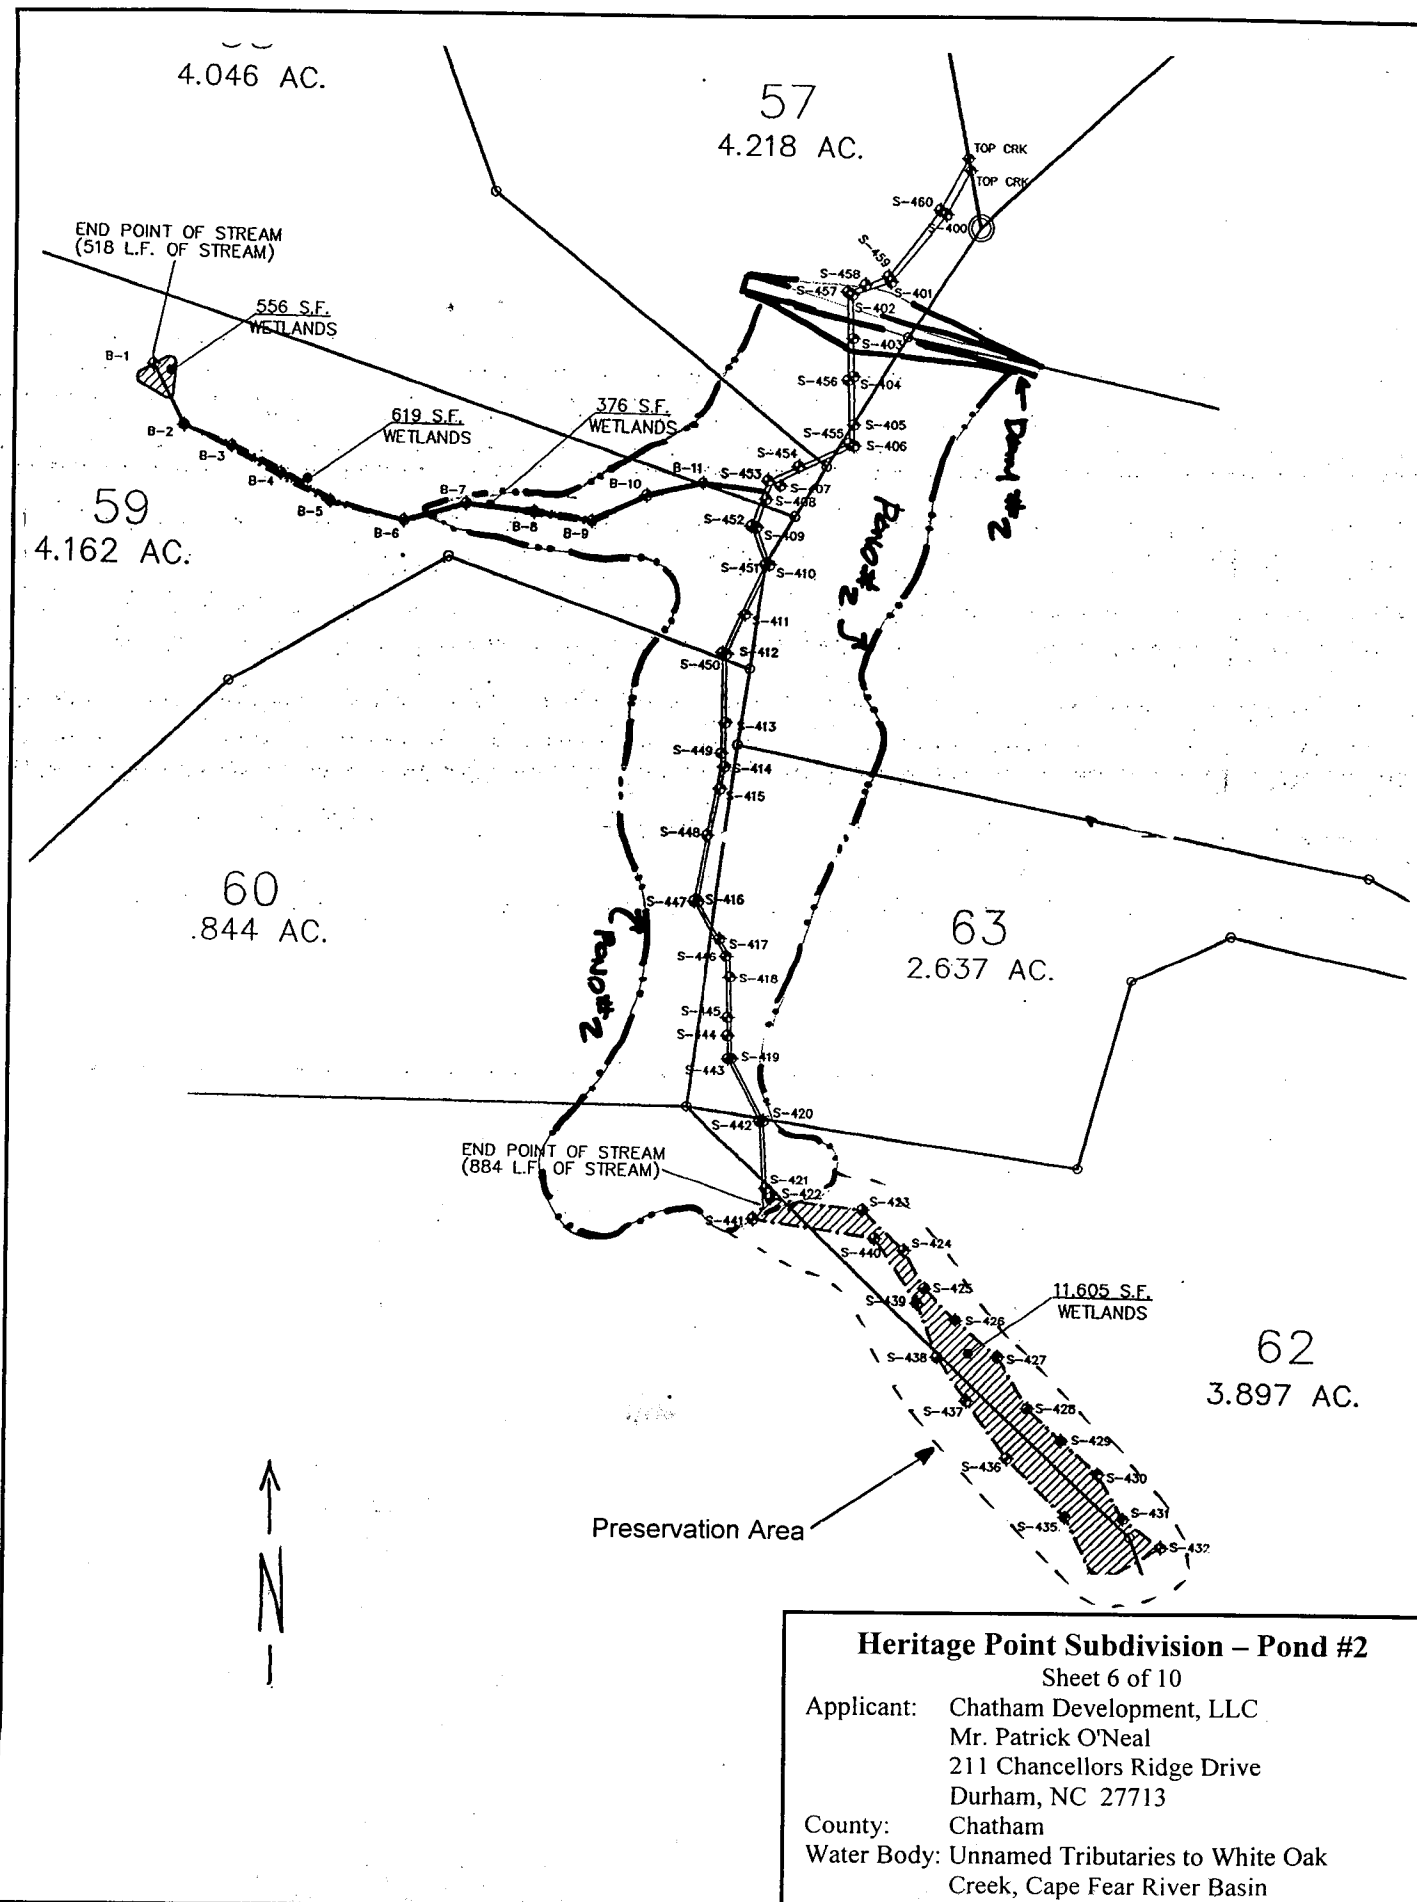 4.046 AC.
57
4.218 AC.
TOP CRK
TOP CRK
S-460
S-400
S-459
S-458
S-401
S-457
S-402
S-403
S-456
S-404
S-405
S-455
S-406
S-454
S-453
S-407
S-408
S-452
S-409
S-451
S-410
S-411
S-412
S-450
S-413
S-449
S-414
S-415
S-448
S-447
S-416
S-417
S-446
S-418
S-445
S-444
S-419
S-443
S-420
S-442
END POINT OF STREAM
(518 L.F. OF STREAM)
556 S.F.
WETLANDS
B-1
B-2
B-3
B-4
B-5
B-6
B-7
B-8
B-9
B-10
B-11
619 S.F.
WETLANDS
376 S.F.
WETLANDS
59
4.162 AC.
Dam #2
Pond #2
60
.844 AC.
Pond #2
63
2.637 AC.
END POINT OF STREAM
(884 L.F. OF STREAM)
S-421
S-422
S-441
S-423
S-440
S-424
S-425
S-439
S-426
S-438
S-427
S-437
S-428
S-429
S-436
S-430
S-435
S-431
S-432
11,605 S.F.
WETLANDS
62
3.897 AC.
Preservation Area
N
Heritage Point Subdivision – Pond #2
Sheet 6 of 10
Applicant: Chatham Development, LLC
Mr. Patrick O'Neal
211 Chancellors Ridge Drive
Durham, NC 27713
County: Chatham
Water Body: Unnamed Tributaries to White Oak
Creek, Cape Fear River Basin